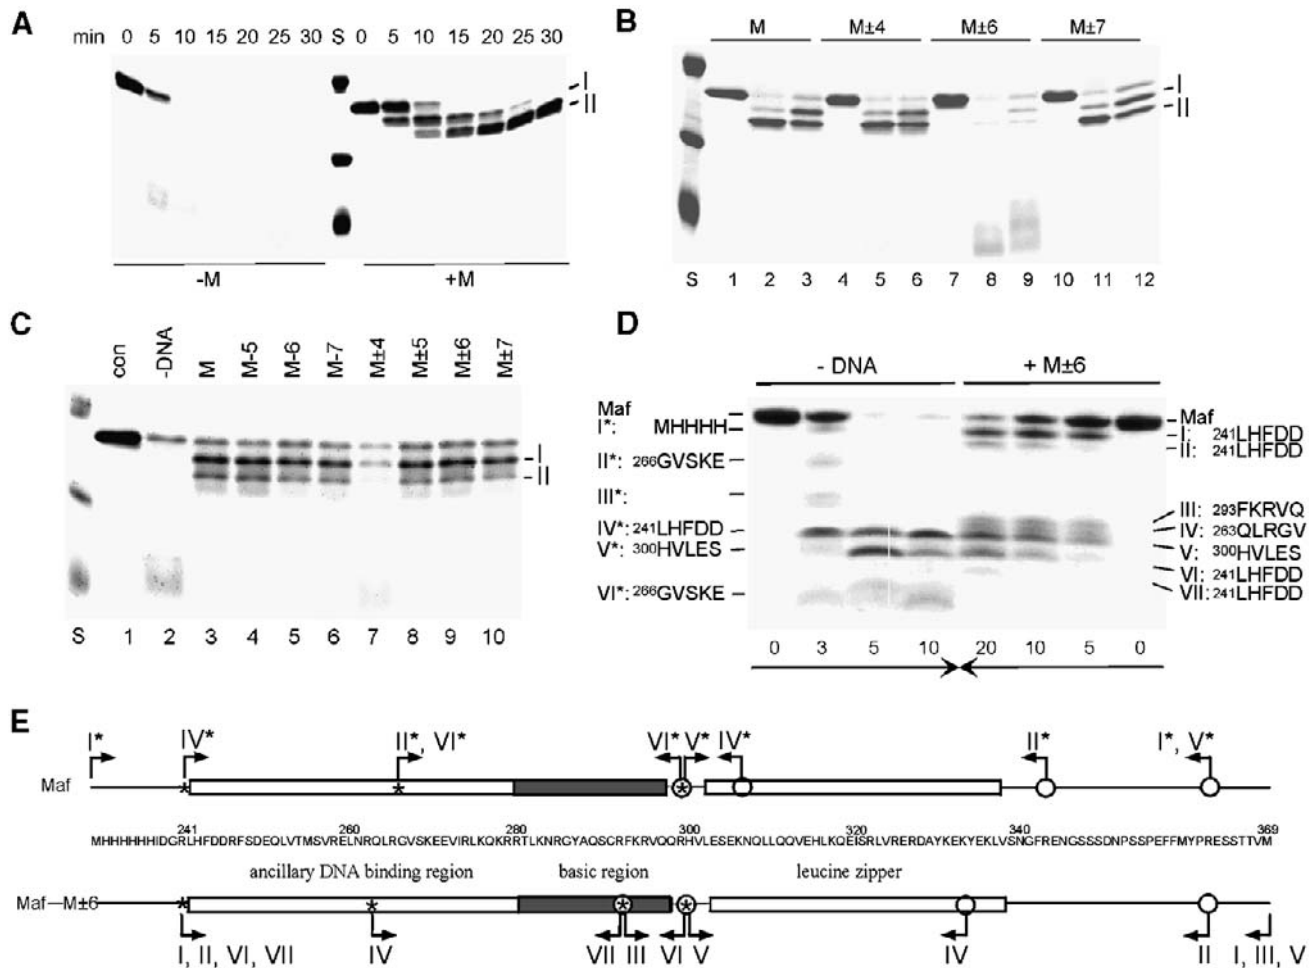 A
min 0 5 10 15 20 25 30 S 0 5 10 15 20 25 30
I
II
-M +M
B
M M±4 M±6 M±7
I
II
S 1 2 3 4 5 6 7 8 9 10 11 12
C
con -DNA M M-5 M-6 M-7 M±4 M±5 M±6 M±7
I
II
S 1 2 3 4 5 6 7 8 9 10
D
- DNA + M±6
Maf
I*: MHHHH
II*: 266GVSKE
III*:
IV*: 241LHFDD
V*: 300HVLES
VI*: 266GVSKE
Maf
I: 241LHFDD
II: 241LHFDD
III: 293FKRVQ
IV: 263QLRGV
V: 300HVLES
VI: 241LHFDD
VII: 241LHFDD
0 3 5 10 20 10 5 0
E
I* IV* II*, VI* VI* V* IV* II* I*, V*
Maf
241 260 280 300 320 340 369
MHHHHHHIDGRLHFDDRFSDEQLVTMSVRELNRQLRGVSKEEVIRLKQKRRTLKNRGYAQSCRFKRVQQRHVLESEKNQLLQQVEHLKQEISRLVRERDAYKEKYEKLVSNGFRENGSSSDNPSSPEFFMYPRESSTTVM
ancillary DNA binding region basic region leucine zipper
Maf—M±6
I, II, VI, VII IV VII III VI V IV II I, III, V